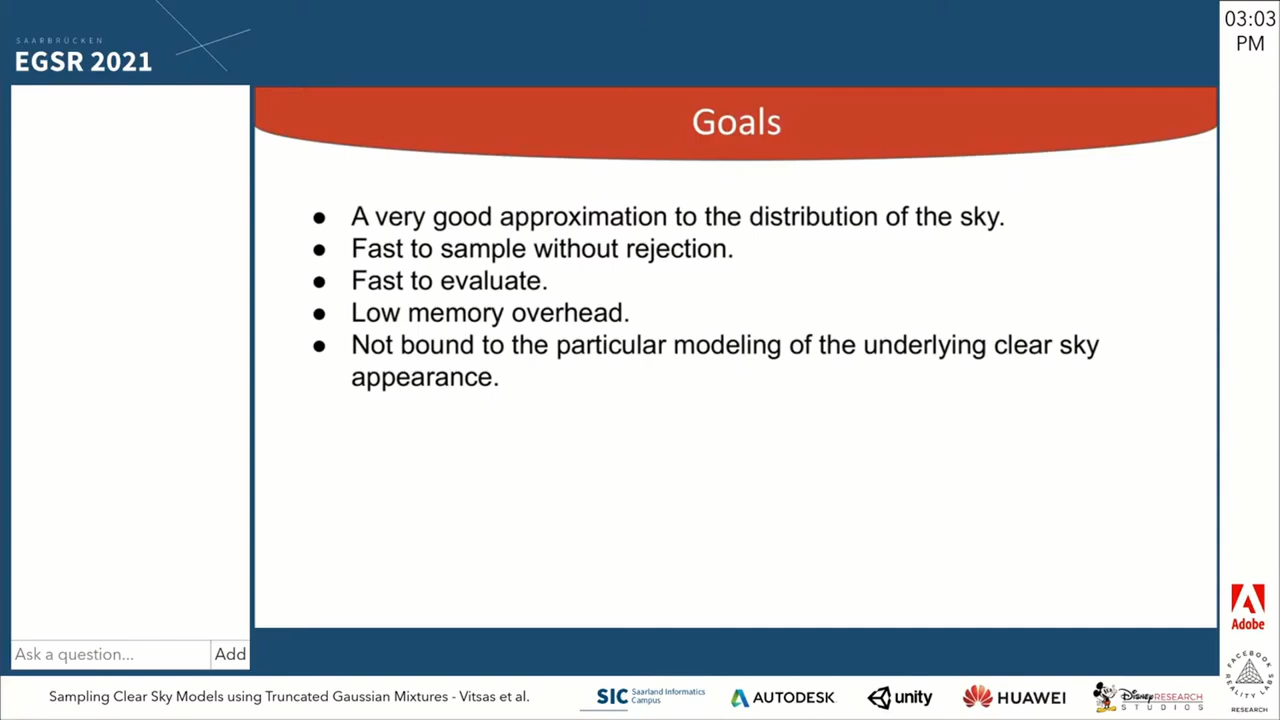 SAARBRÜCKEN
EGSR 2021
03:03
PM
Goals
● A very good approximation to the distribution of the sky.
● Fast to sample without rejection.
● Fast to evaluate.
● Low memory overhead.
● Not bound to the particular modeling of the underlying clear sky
appearance.
Ask a question...
Add
Adobe
FACEBOOK
REALITY LABS
RESEARCH
Sampling Clear Sky Models using Truncated Gaussian Mixtures - Vitsas et al.
SIC Saarland Informatics
Campus
AUTODESK
unity
HUAWEI
Disney RESEARCH
STUDIOS